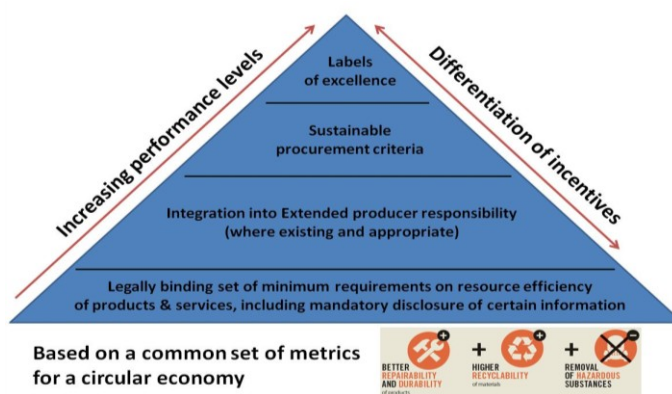 Increasing performance levels
Differentiation of incentives
Labels
of excellence
Sustainable
procurement criteria
Integration into Extended producer responsibility
(where existing and appropriate)
Legally binding set of minimum requirements on resource efficiency
of products & services, including mandatory disclosure of certain information
Based on a common set of metrics
for a circular economy
+
BETTER
REPAIRABILITY
AND DURABILITY
of products
+
+
HIGHER
RECYCLABILITY
of materials
+
-
REMOVAL
OF HAZARDOUS
SUBSTANCES